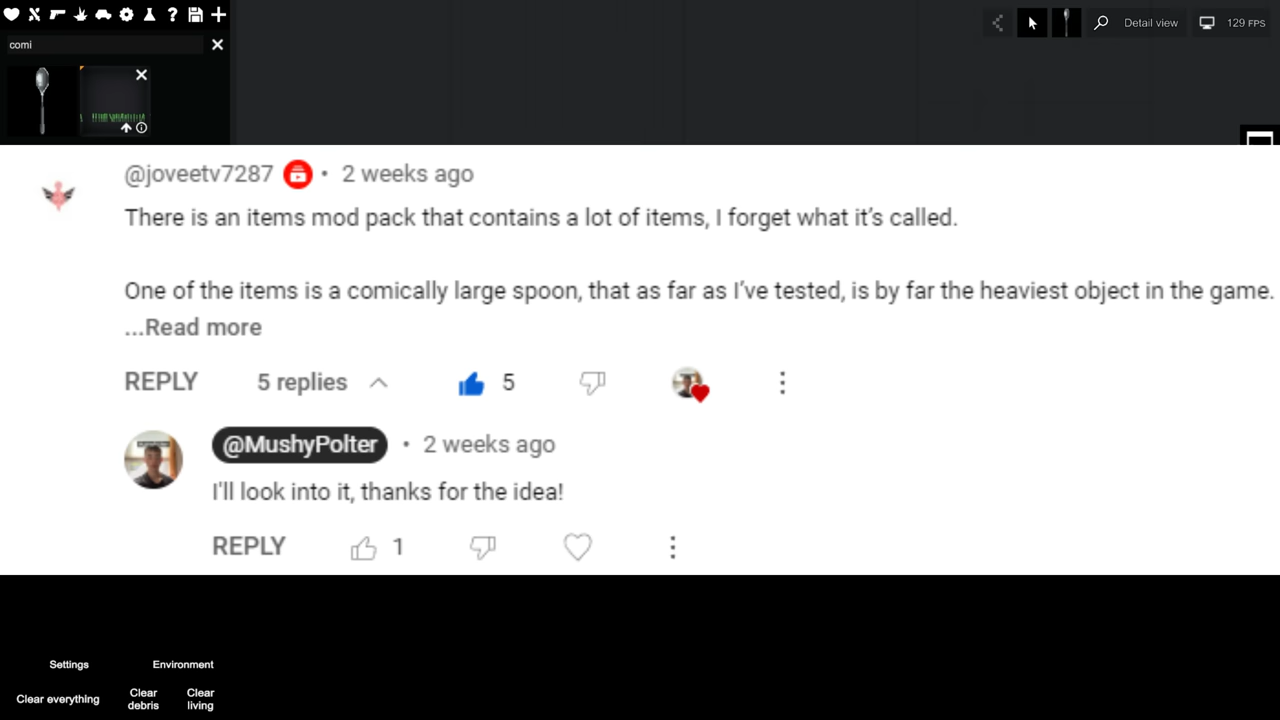 comi
Detail view
129 FPS
@joveetv7287 • 2 weeks ago
There is an items mod pack that contains a lot of items, I forget what it’s called.
One of the items is a comically large spoon, that as far as I’ve tested, is by far the heaviest object in the game.
...Read more
REPLY 5 replies 5
@MushyPolter • 2 weeks ago
I'll look into it, thanks for the idea!
REPLY 1
Settings Environment
Clear everything Clear debris Clear living